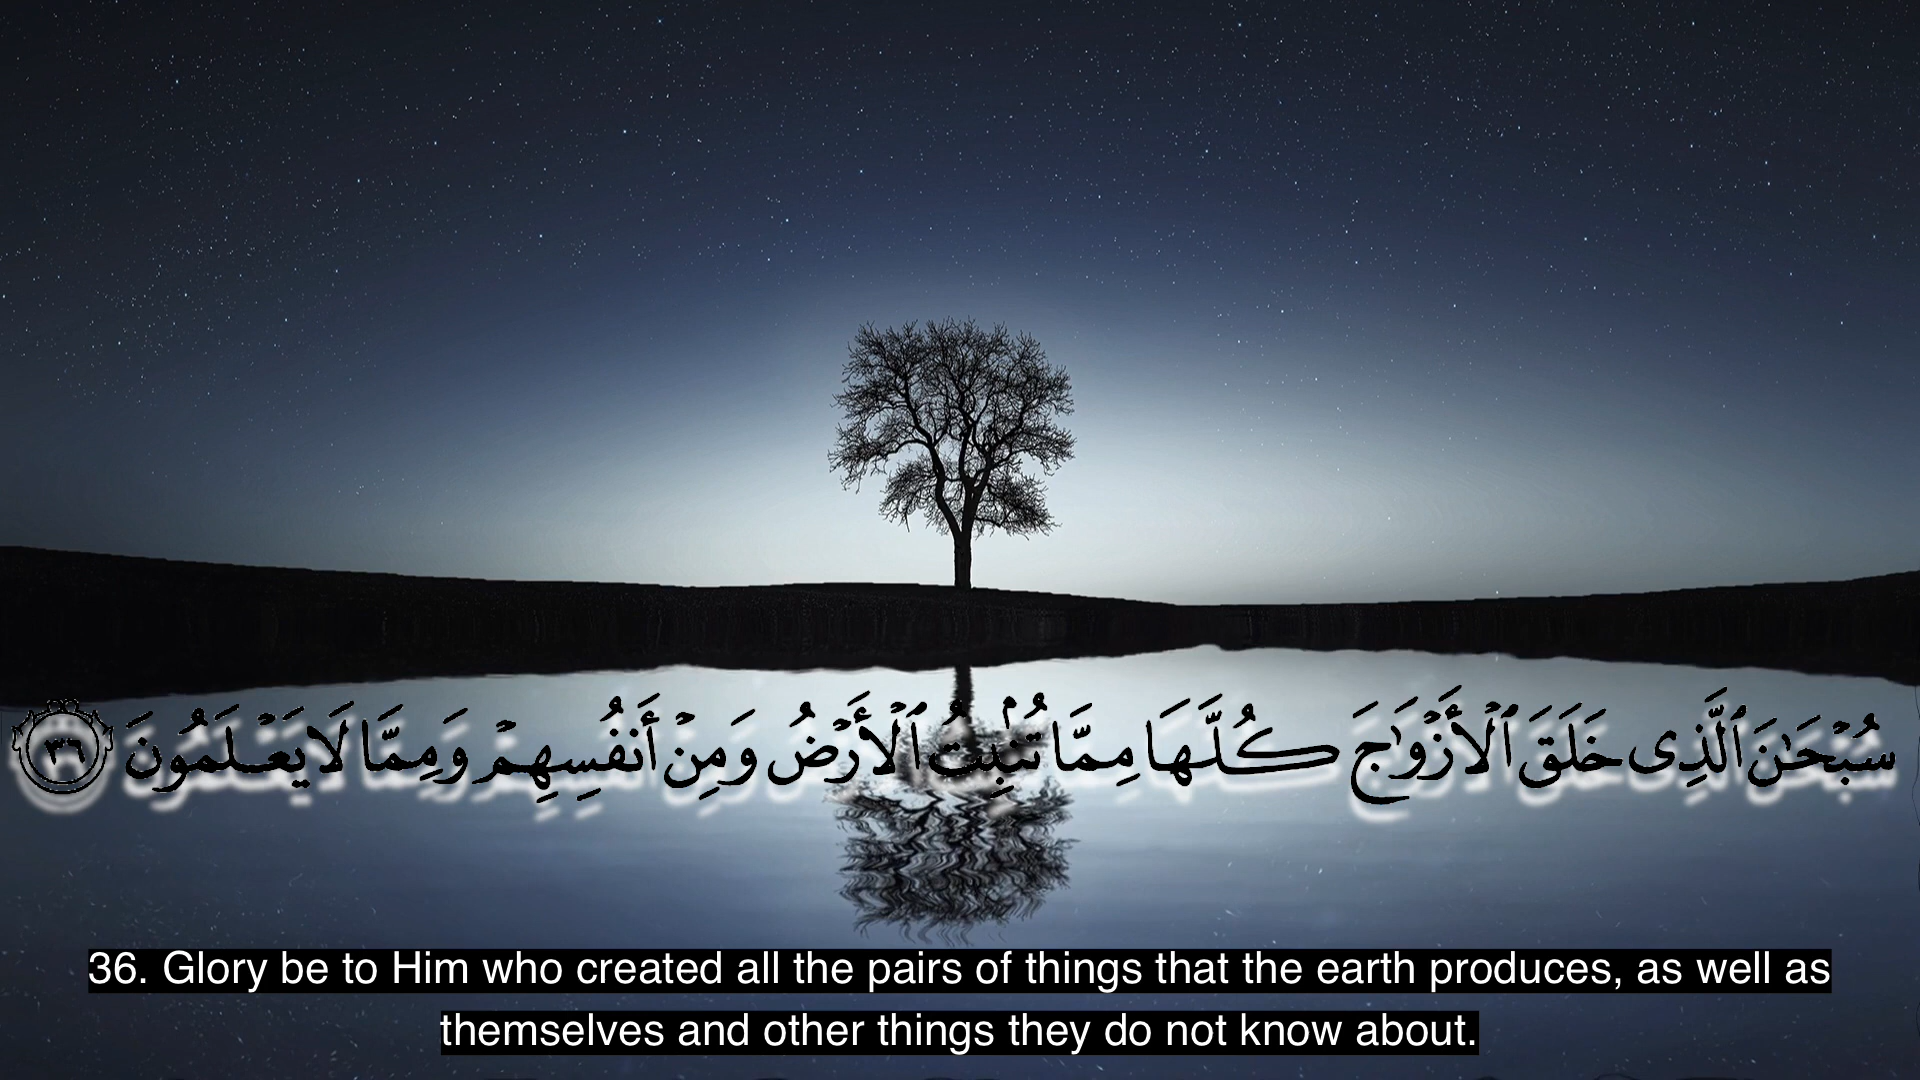 سُبْحَٰنَ ٱلَّذِى خَلَقَ ٱلْأَزْوَٰجَ كُلَّهَا مِمَّا تُنۢبِتُ ٱلْأَرْضُ وَمِنْ أَنفُسِهِمْ وَمِمَّا لَا يَعْلَمُونَ ٣٦
36. Glory be to Him who created all the pairs of things that the earth produces, as well as
themselves and other things they do not know about.